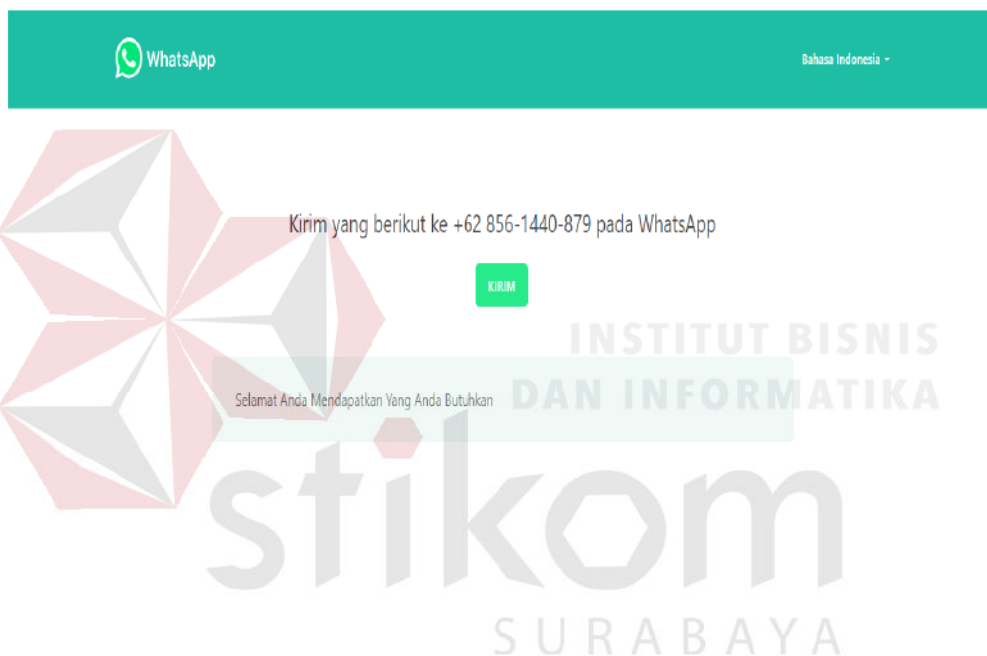 WhatsApp
Bahasa Indonesia
Kirim yang berikut ke +62 856-1440-879 pada WhatsApp
KIRIM
INSTITUT BISNIS
DAN INFORMATIKA
Selamat Anda Mendapatkan Yang Anda Butuhkan
stikom
SURABAYA